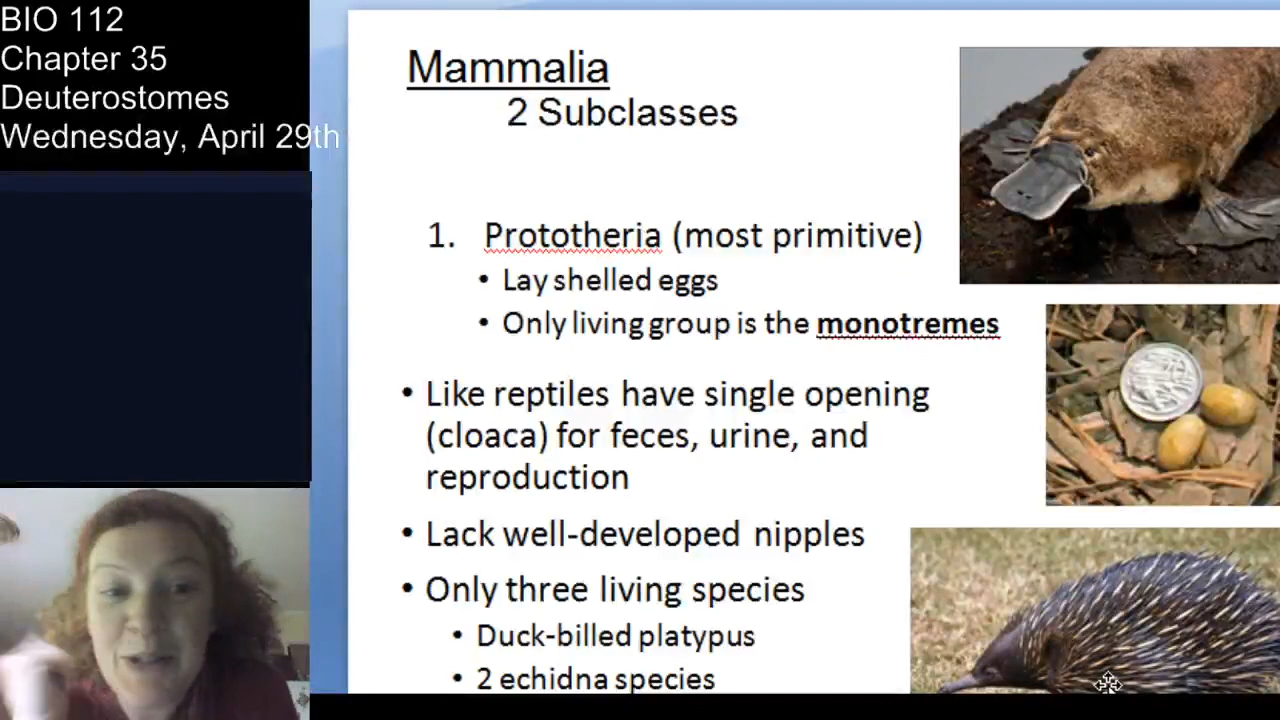 BIO 112
Chapter 35
Deuterostomes
Wednesday, April 29th
Mammalia
2 Subclasses
1. Prototheria (most primitive)
• Lay shelled eggs
• Only living group is the monotremes
• Like reptiles have single opening
(cloaca) for feces, urine, and
reproduction
• Lack well-developed nipples
• Only three living species
• Duck-billed platypus
• 2 echidna species